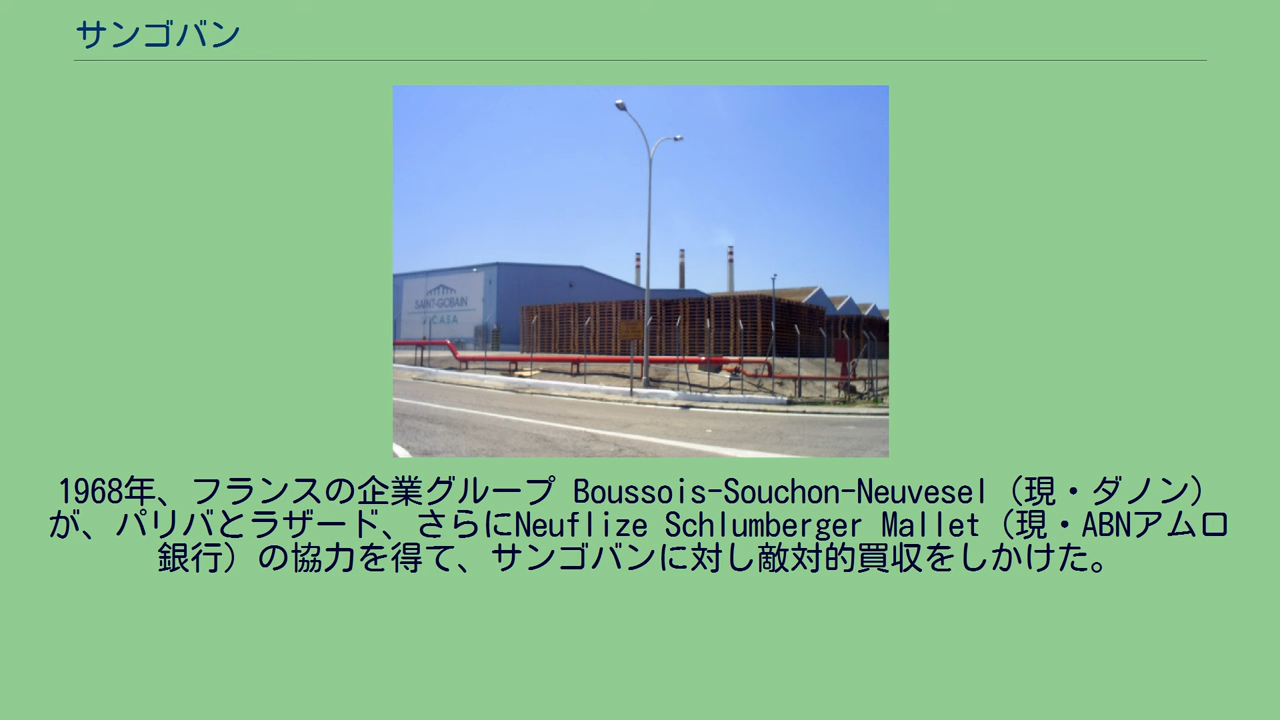 サンゴバン
SAINT-GOBAIN
1968年、フランスの企業グループ Boussois-Souchon-Neuvesel（現・ダノン）
が、パリバとラザード、さらにNeuflize Schlumberger Mallet（現・ABNアムロ
銀行）の協力を得て、サンゴバンに対し敵対的買収をしかけた。